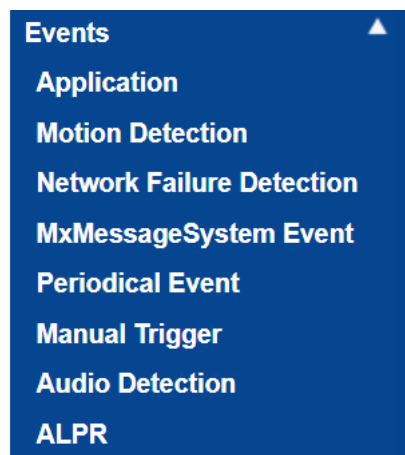 Events
Application
Motion Detection
Network Failure Detection
MxMessageSystem Event
Periodical Event
Manual Trigger
Audio Detection
ALPR